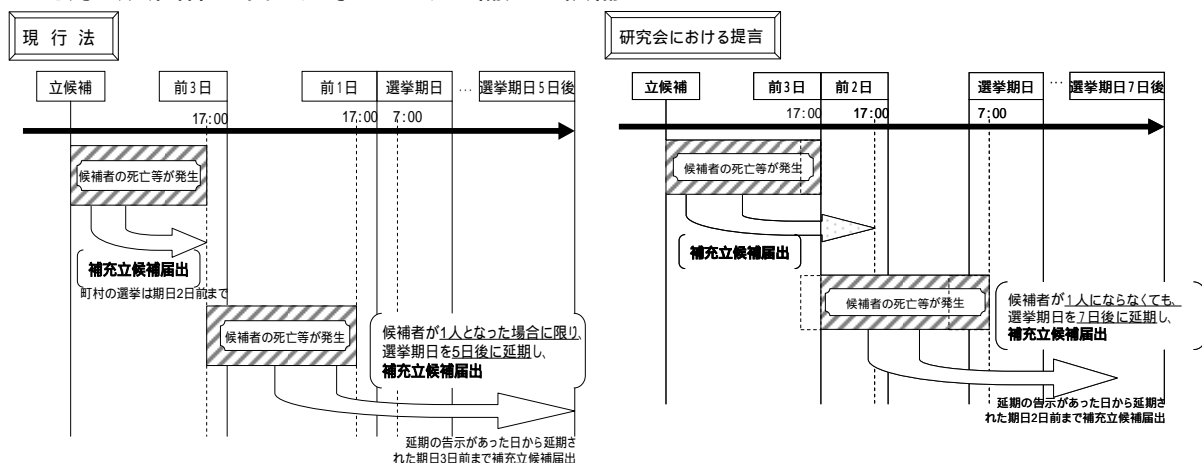 現行法
立候補
前3日
前1日
選挙期日
…
選挙期日5日後
17:00
17:00
7:00
候補者の死亡等が発生
補充立候補届出
町村の選挙は期日2日前まで
候補者の死亡等が発生
候補者が1人となった場合に限り、
選挙期日を5日後に延期し、
補充立候補届出
延期の告示があった日から延期さ
れた期日3日前まで補充立候補届出
研究会における提言
立候補
前3日
前2日
選挙期日
…
選挙期日7日後
17:00
17:00
7:00
候補者の死亡等が発生
補充立候補届出
候補者の死亡等が発生
候補者が1人にならなくても、
選挙期日を7日後に延期し、
補充立候補届出
延期の告示があった日から延期さ
れた期日2日前まで補充立候補届出